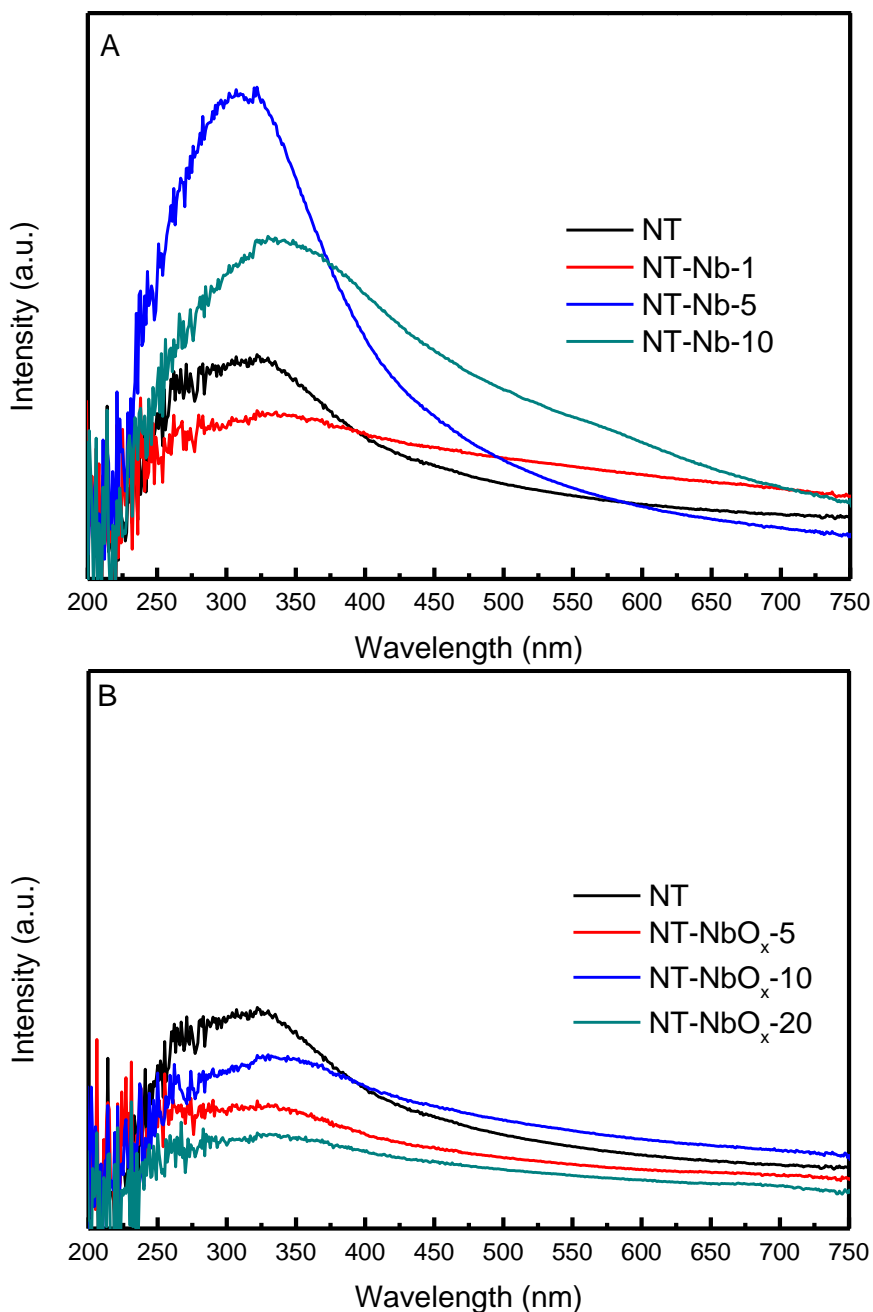 A
Intensity (a.u.)
NT
NT-Nb-1
NT-Nb-5
NT-Nb-10
200 250 300 350 400 450 500 550 600 650 700 750
Wavelength (nm)
B
Intensity (a.u.)
NT
NT-NbOₓ-5
NT-NbOₓ-10
NT-NbOₓ-20
200 250 300 350 400 450 500 550 600 650 700 750
Wavelength (nm)